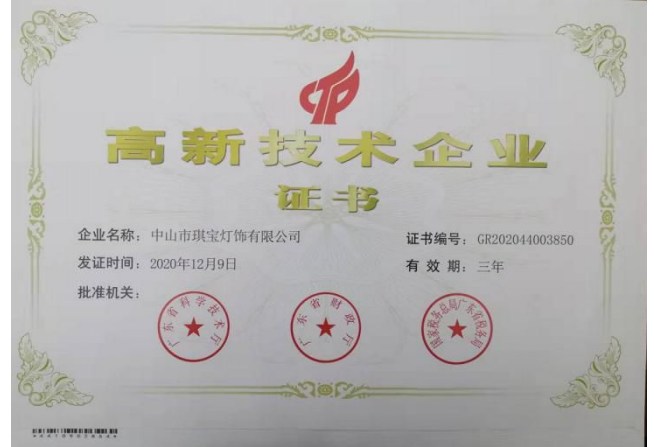 高新技术企业
证书
企业名称：中山市琪宝灯饰有限公司
证书编号：GR202044003850
发证时间：2020年12月9日
有效期：三年
批准机关：
广东省科学技术厅
广东省财政厅
国家税务总局广东省税务局